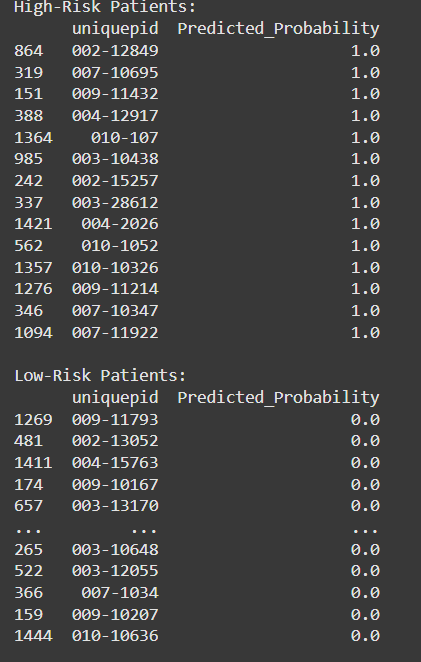 High-Risk Patients:
uniquepid Predicted_Probability
864 002-12849 1.0
319 007-10695 1.0
151 009-11432 1.0
388 004-12917 1.0
1364 010-107 1.0
985 003-10438 1.0
242 002-15257 1.0
337 003-28612 1.0
1421 004-2026 1.0
562 010-1052 1.0
1357 010-10326 1.0
1276 009-11214 1.0
346 007-10347 1.0
1094 007-11922 1.0
Low-Risk Patients:
uniquepid Predicted_Probability
1269 009-11793 0.0
481 002-13052 0.0
1411 004-15763 0.0
174 009-10167 0.0
657 003-13170 0.0
... ... ...
265 003-10648 0.0
522 003-12055 0.0
366 007-1034 0.0
159 009-10207 0.0
1444 010-10636 0.0